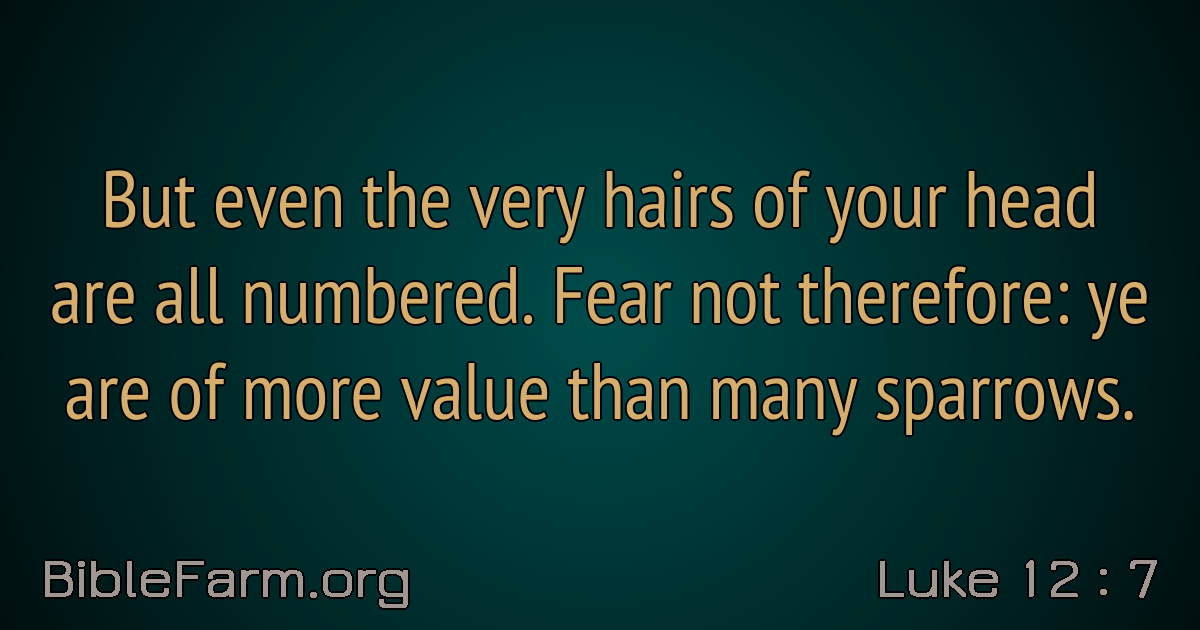 But even the very hairs of your head
are all numbered. Fear not therefore: ye
are of more value than many sparrows.
BibleFarm.org
Luke 12 : 7